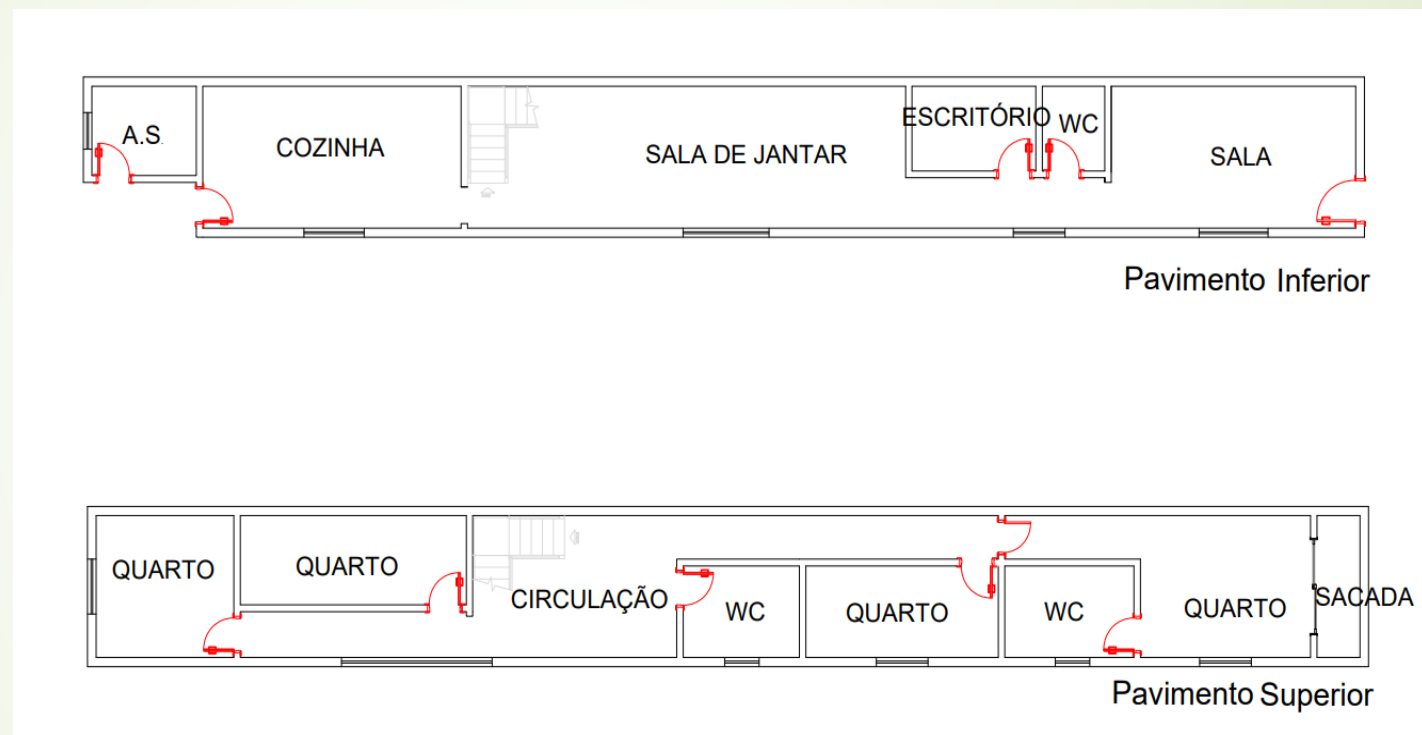 A.S.
COZINHA
SALA DE JANTAR
ESCRITÓRIO
WC
SALA
Pavimento Inferior
QUARTO
QUARTO
CIRCULAÇÃO
WC
QUARTO
WC
QUARTO
SACADA
Pavimento Superior